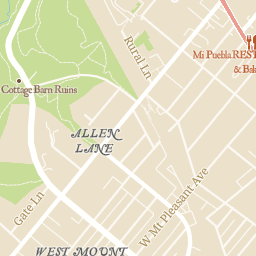 Rural Ln
Mi Puebla REST
& Bak
Cottage Barn Ruins
ALLEN
LANE
Gate Ln
W Mt Pleasant Ave
WEST MOUNT